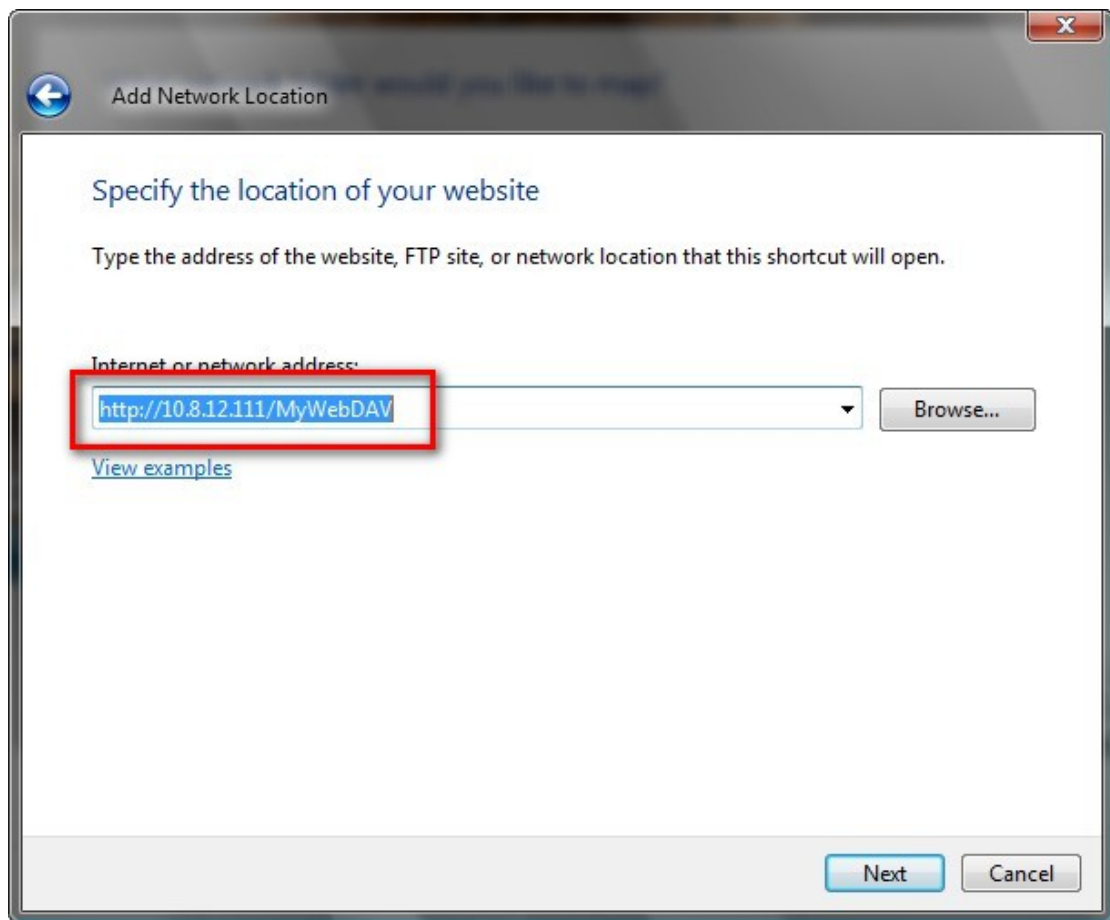 X
Add Network Location
Specify the location of your website
Type the address of the website, FTP site, or network location that this shortcut will open.
Internet or network address:
http://10.8.12.111/MyWebDAV
Browse...
View examples
Next
Cancel